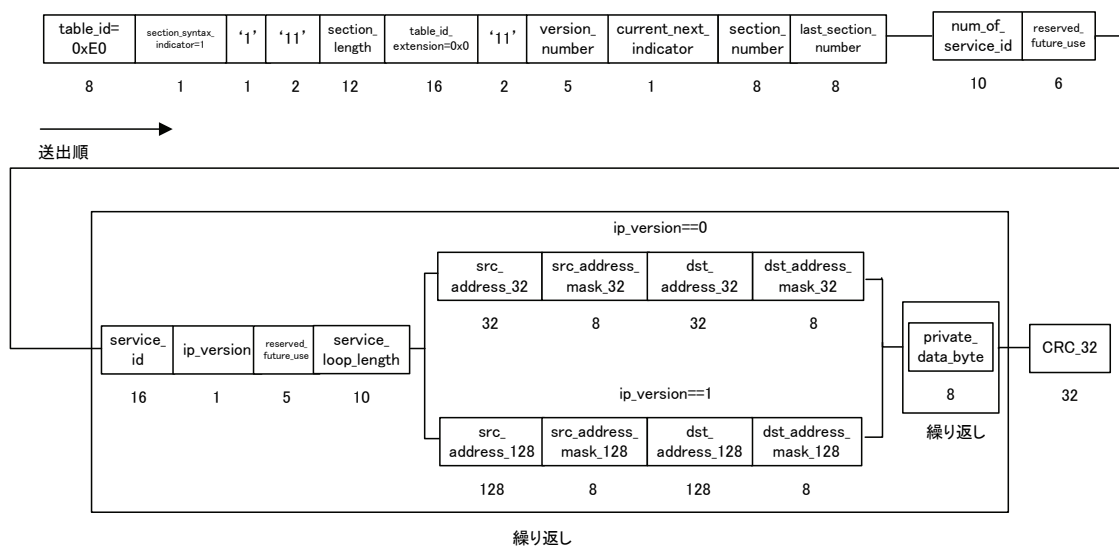 table_id= 0xE0
section_syntax_ indicator=1
‘1’
‘11’
section_ length
table_id_ extension=0x0
‘11’
version_ number
current_next_ indicator
section_ number
last_section_ number
num_of_ service_id
reserved_ future_use
8 1 1 2 12 16 2 5 1 8 8 10 6
送出順
ip_version==0
src_ address_32
src_address_ mask_32
dst_ address_32
dst_address_ mask_32
32 8 32 8
service_ id
ip_version
reserved_ future_use
service_ loop_length
private_ data_byte
CRC_32
16 1 5 10
ip_version==1
8
32
繰り返し
src_ address_128
src_address_ mask_128
dst_ address_128
dst_address_ mask_128
128 8 128 8
繰り返し